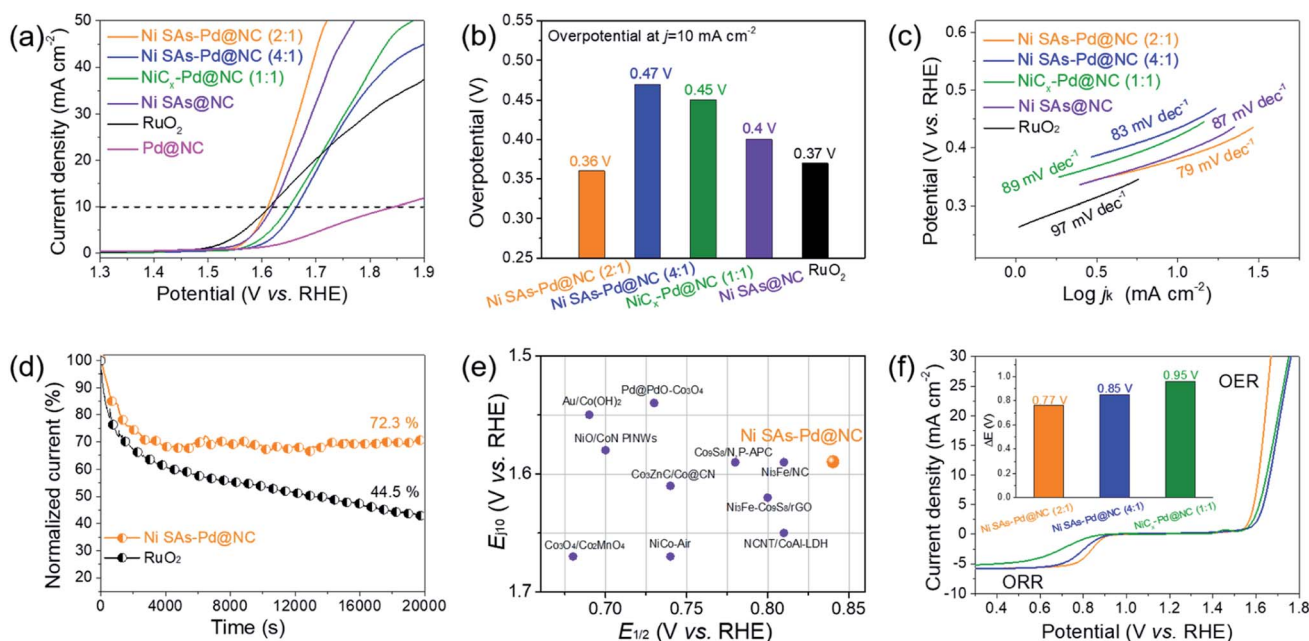 (a)
Ni SAs-Pd@NC (2:1)
Ni SAs-Pd@NC (4:1)
NiCₓ-Pd@NC (1:1)
Ni SAs@NC
RuO₂
Pd@NC
Current density (mA cm⁻²)
50
40
30
20
10
0
1.3 1.4 1.5 1.6 1.7 1.8 1.9
Potential (V vs. RHE)
(b)
Overpotential at j=10 mA cm⁻²
Overpotential (V)
0.55
0.50
0.45
0.40
0.35
0.30
0.25
0.36 V
0.47 V
0.45 V
0.4 V
0.37 V
Ni SAs-Pd@NC (2:1)
Ni SAs-Pd@NC (4:1)
NiCₓ-Pd@NC (1:1)
Ni SAs@NC
RuO₂
(c)
Ni SAs-Pd@NC (2:1)
Ni SAs-Pd@NC (4:1)
NiCₓ-Pd@NC (1:1)
Ni SAs@NC
RuO₂
Potential (V vs. RHE)
0.6
0.5
0.4
0.3
83 mV dec⁻¹
87 mV dec⁻¹
89 mV dec⁻¹
79 mV dec⁻¹
97 mV dec⁻¹
0.0 0.5 1.0 1.5
Log jₖ (mA cm⁻²)
(d)
Normalized current (%)
100
90
80
70
60
50
40
30
20
72.3 %
44.5 %
Ni SAs-Pd@NC
RuO₂
0 4000 8000 12000 16000 20000
Time (s)
(e)
E_j10 (V vs. RHE)
1.5
1.6
1.7
Pd@PdO-Co₃O₄
Au/Co(OH)₂
NiO/CoN PINWs
Ni SAs-Pd@NC
Co₉S₈/N,P-APC
Co₃ZnC/Co@CN
Ni₃Fe/NC
Ni₃Fe-Co₉S₈/rGO
Co₃O₄/Co₂MnO₄
NiCo-Air
NCNT/CoAl-LDH
0.70 0.75 0.80 0.85
E₁/₂ (V vs. RHE)
(f)
Current density (mA cm⁻²)
30
25
20
15
10
5
0
-5
-10
ΔE (V)
1.0
0.8
0.6
0.4
0.2
0.0
0.77 V
0.85 V
0.95 V
Ni SAs-Pd@NC (2:1)
Ni SAs-Pd@NC (4:1)
NiCₓ-Pd@NC (1:1)
OER
ORR
0.4 0.6 0.8 1.0 1.2 1.4 1.6 1.8
Potential (V vs. RHE)